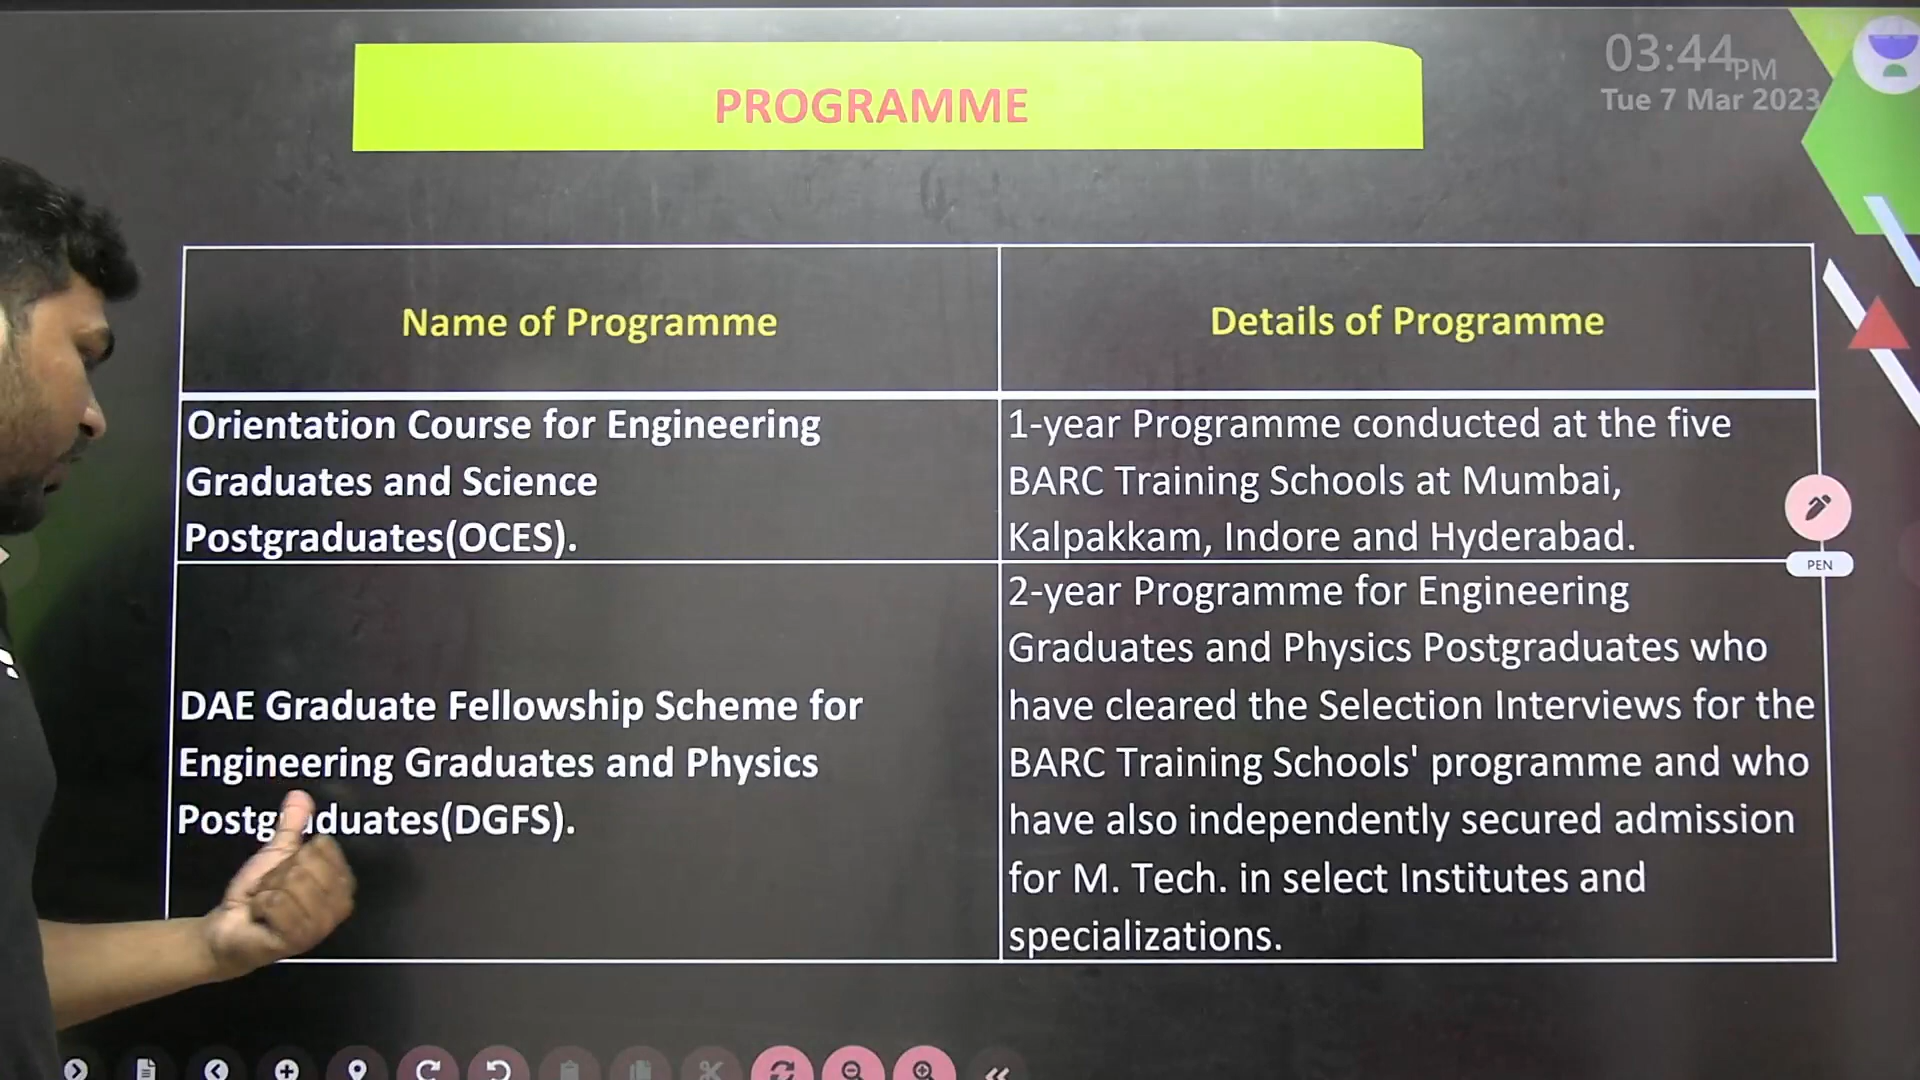 03:44 PM
Tue 7 Mar 2023
PROGRAMME
Name of Programme
Details of Programme
Orientation Course for Engineering
Graduates and Science
Postgraduates(OCES).
1-year Programme conducted at the five
BARC Training Schools at Mumbai,
Kalpakkam, Indore and Hyderabad.
DAE Graduate Fellowship Scheme for
Engineering Graduates and Physics
Postgraduates(DGFS).
2-year Programme for Engineering
Graduates and Physics Postgraduates who
have cleared the Selection Interviews for the
BARC Training Schools' programme and who
have also independently secured admission
for M. Tech. in select Institutes and
specializations.
PEN